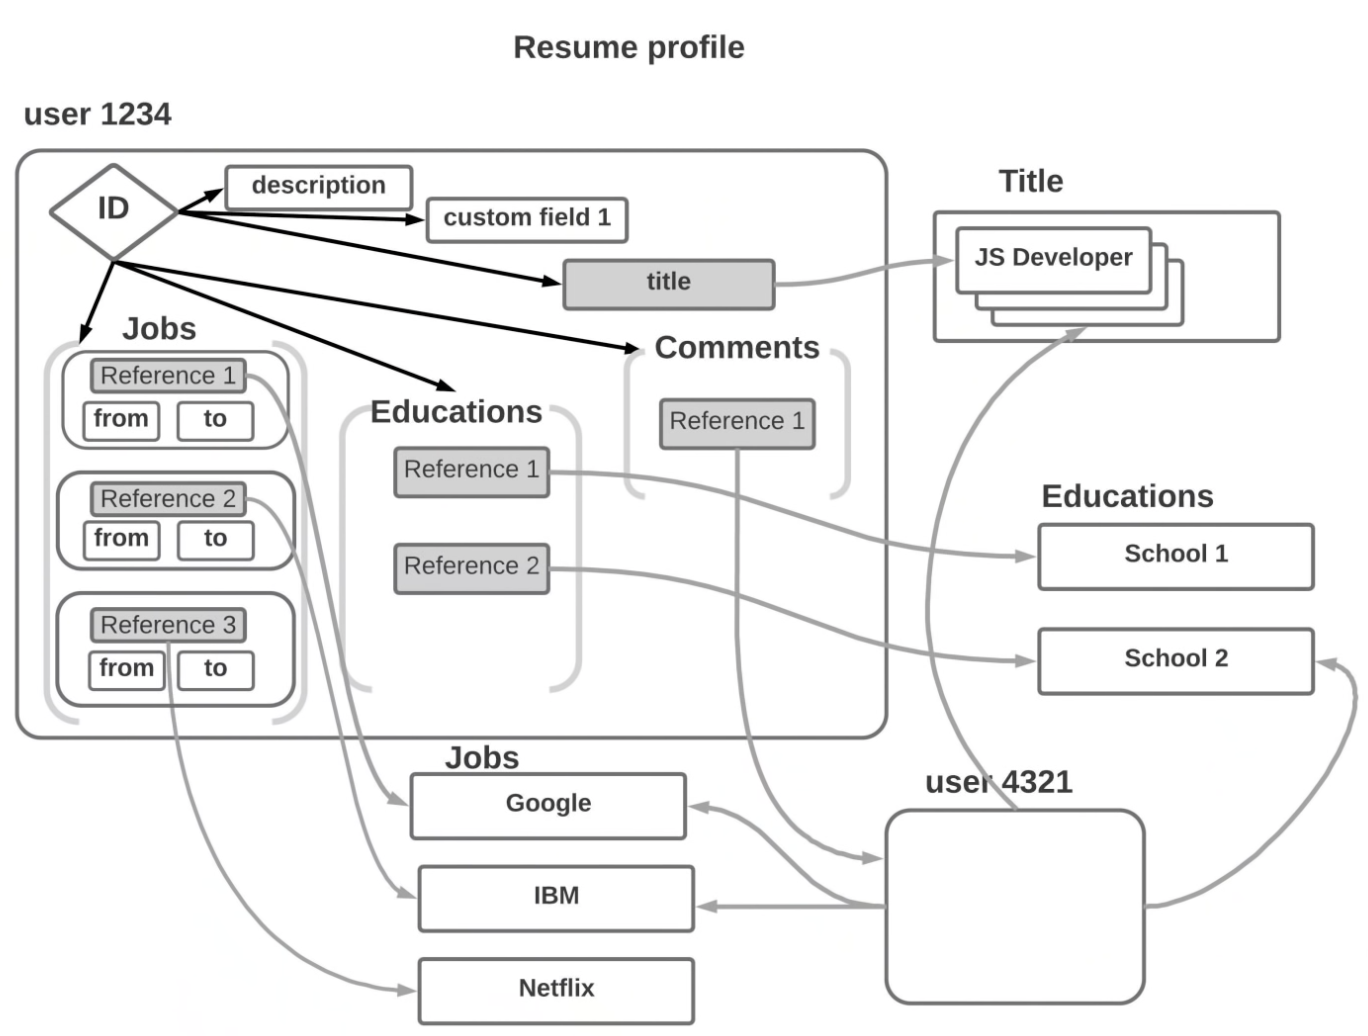 Resume profile
user 1234
ID
description
custom field 1
title
Title
JS Developer
Jobs
Reference 1
from
to
Reference 2
from
to
Reference 3
from
to
Educations
Reference 1
Reference 2
Comments
Reference 1
Educations
School 1
School 2
Jobs
Google
IBM
Netflix
user 4321